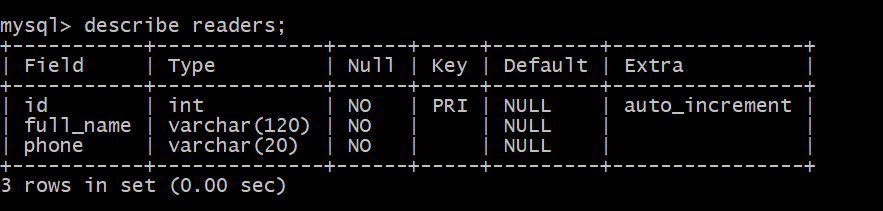 mysql> describe readers;
+-----------+--------------+------+-----+---------+----------------+
| Field     | Type         | Null | Key | Default | Extra          |
+-----------+--------------+------+-----+---------+----------------+
| id        | int          | NO   | PRI | NULL    | auto_increment |
| full_name | varchar(120) | NO   |     | NULL    |                |
| phone     | varchar(20)  | NO   |     | NULL    |                |
+-----------+--------------+------+-----+---------+----------------+
3 rows in set (0.00 sec)